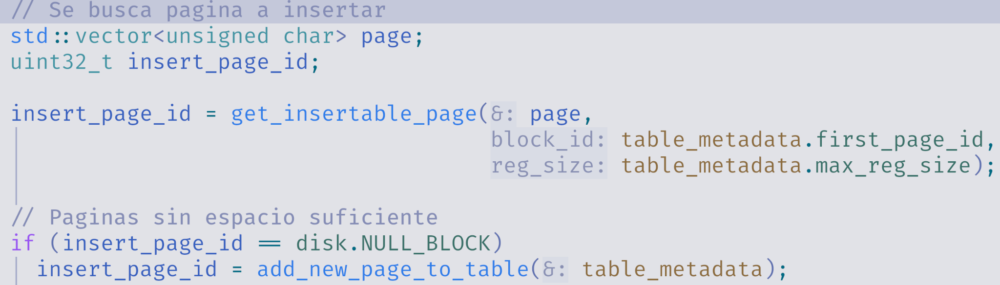 // Se busca pagina a insertar
std::vector<unsigned char> page;
uint32_t insert_page_id;
insert_page_id = get_insertable_page(&: page,
block_id: table_metadata.first_page_id,
reg_size: table_metadata.max_reg_size);
// Paginas sin espacio suficiente
if (insert_page_id == disk.NULL_BLOCK)
insert_page_id = add_new_page_to_table(&: table_metadata);